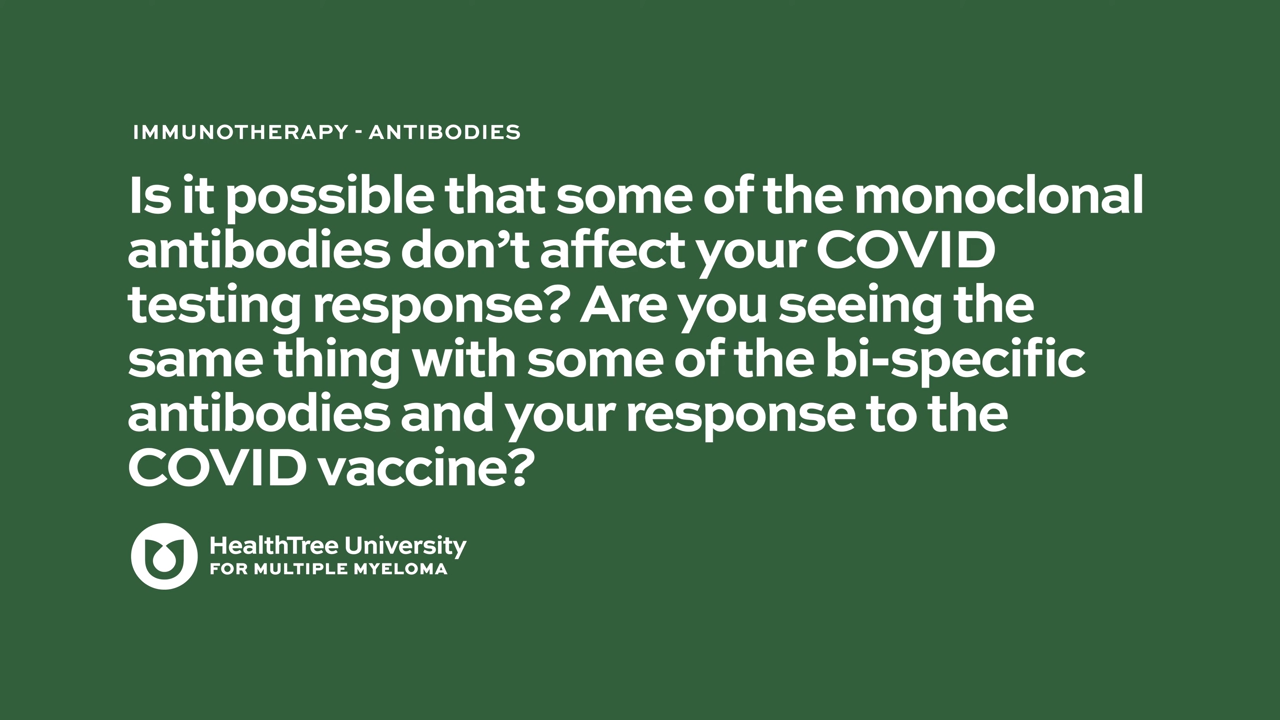 IMMUNOTHERAPY - ANTIBODIES
Is it possible that some of the monoclonal
antibodies don’t affect your COVID
testing response? Are you seeing the
same thing with some of the bi-specific
antibodies and your response to the
COVID vaccine?
HealthTree University
FOR MULTIPLE MYELOMA